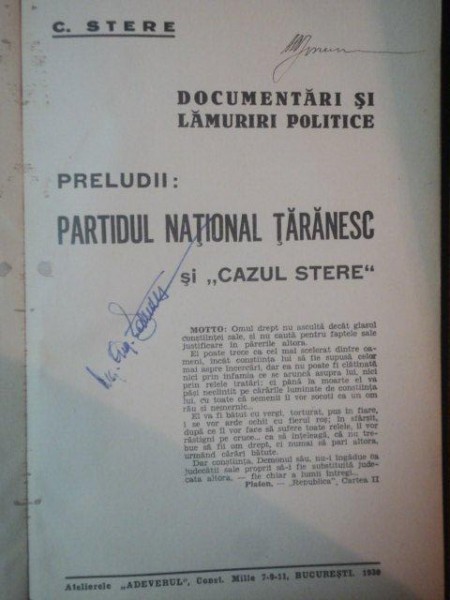 C. STERE
DOCUMENTĂRI ŞI
LĂMURIRI POLITICE
PRELUDII:
PARTIDUL NAŢIONAL ŢĂRĂNESC
şi „CAZUL STERE“
MOTTO: Omul drept nu ascultă decât glasul
conştiinţei sale, şi nu caută pentru faptele sale
justificare în părerile altora.
El poate trece ca cel mai scelerat dintre oa-
meni, încât conştiinţa lui să fie supusă celor
mai aspre încercări, dar ea nu poate fi clătinată
nici prin infamia ce se aruncă asupra lui, nici
prin relele tratări: ci până la moarte el va
păşi neclintit pe cărările luminate de conştiinţa
lui, cu toate că semenii îl vor socoti ca un om
rău şi nemernic...
El va fi bătut cu vergi, torturat, pus în fiare,
i se vor arde ochii cu fierul roş; în sfârşit,
după ce îl vor face să sufere toate relele, îl vor
răstigni pe cruce... ca să înţeleagă, că nu tre-
bue să fii om drept, ci numai să pari altora,
urmând cărări bătute.
Dar conştiinţa, Demonul său, nu-i îngădue ca
judecăţii sale proprii să-i fie substituită jude-
cata altora, — fie chiar a lumii întregi...
Platon. — „Republica", Cartea II
Atelierele „ADEVERUL", Const. Mille 7-9-11, BUCUREŞTI. 1930